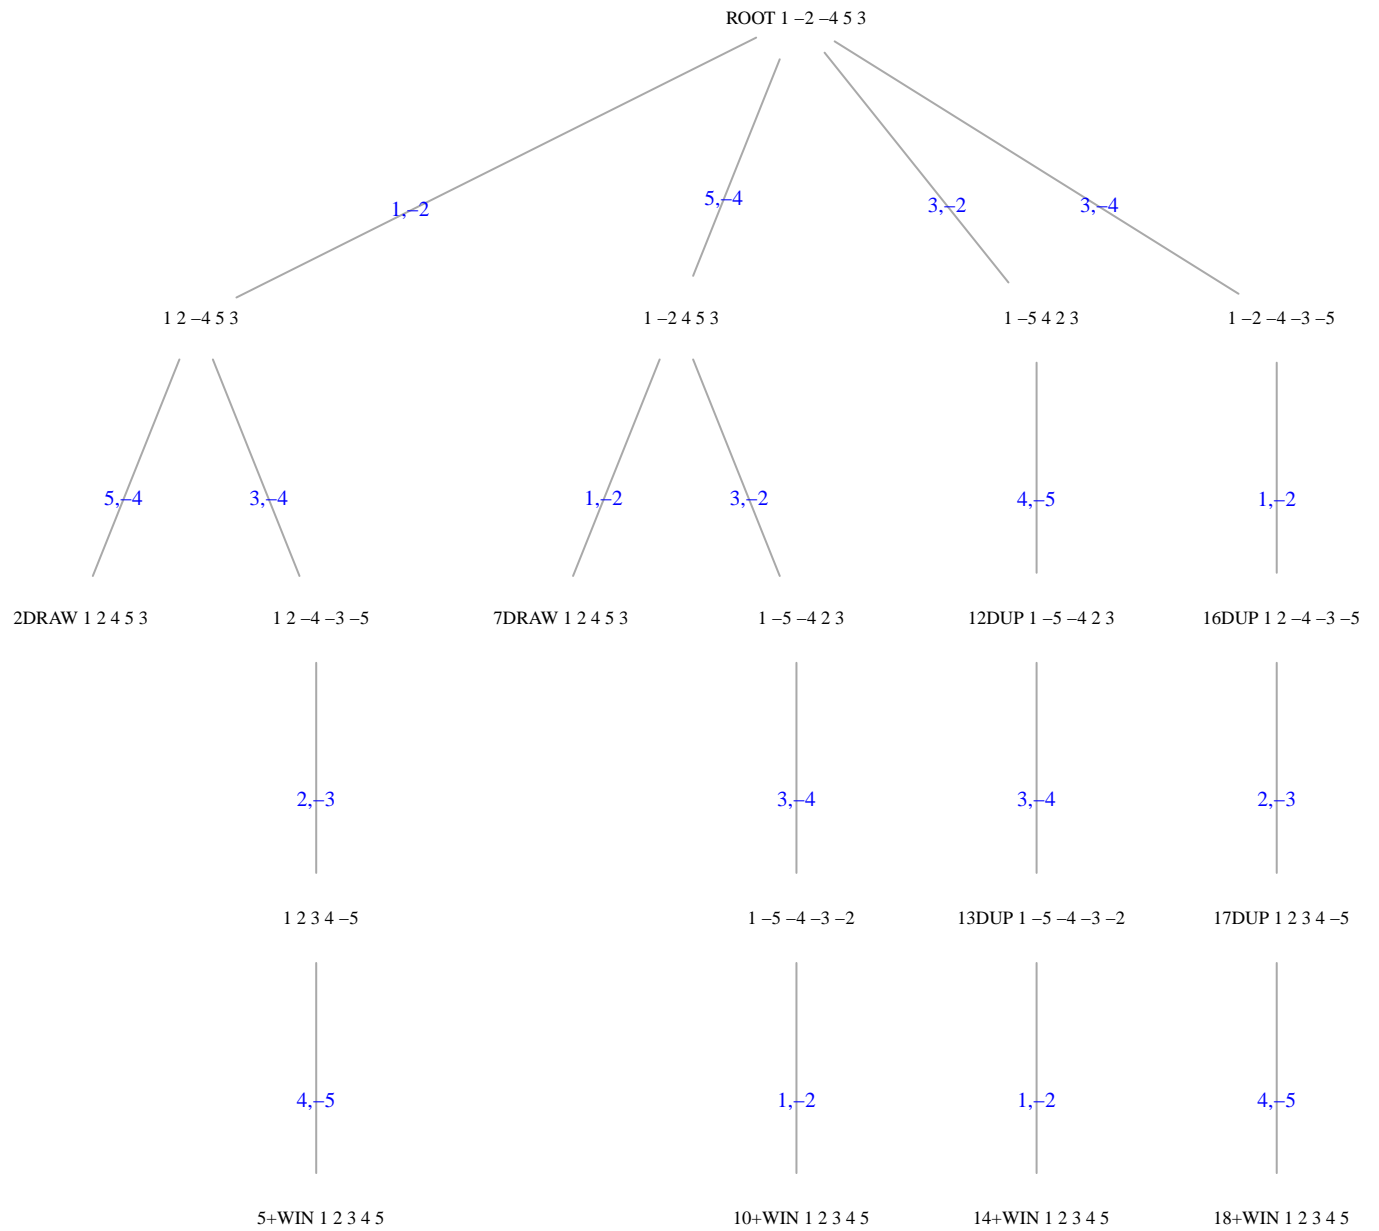 ROOT 1 –2 –4 5 3
1,–2
5,–4
3,–2
3,–4
1 2 –4 5 3
1 –2 4 5 3
1 –5 4 2 3
1 –2 –4 –3 –5
5,–4
3,–4
1,–2
3,–2
4,–5
1,–2
2DRAW 1 2 4 5 3
1 2 –4 –3 –5
7DRAW 1 2 4 5 3
1 –5 –4 2 3
12DUP 1 –5 –4 2 3
16DUP 1 2 –4 –3 –5
2,–3
3,–4
3,–4
2,–3
1 2 3 4 –5
1 –5 –4 –3 –2
13DUP 1 –5 –4 –3 –2
17DUP 1 2 3 4 –5
4,–5
1,–2
1,–2
4,–5
5+WIN 1 2 3 4 5
10+WIN 1 2 3 4 5
14+WIN 1 2 3 4 5
18+WIN 1 2 3 4 5